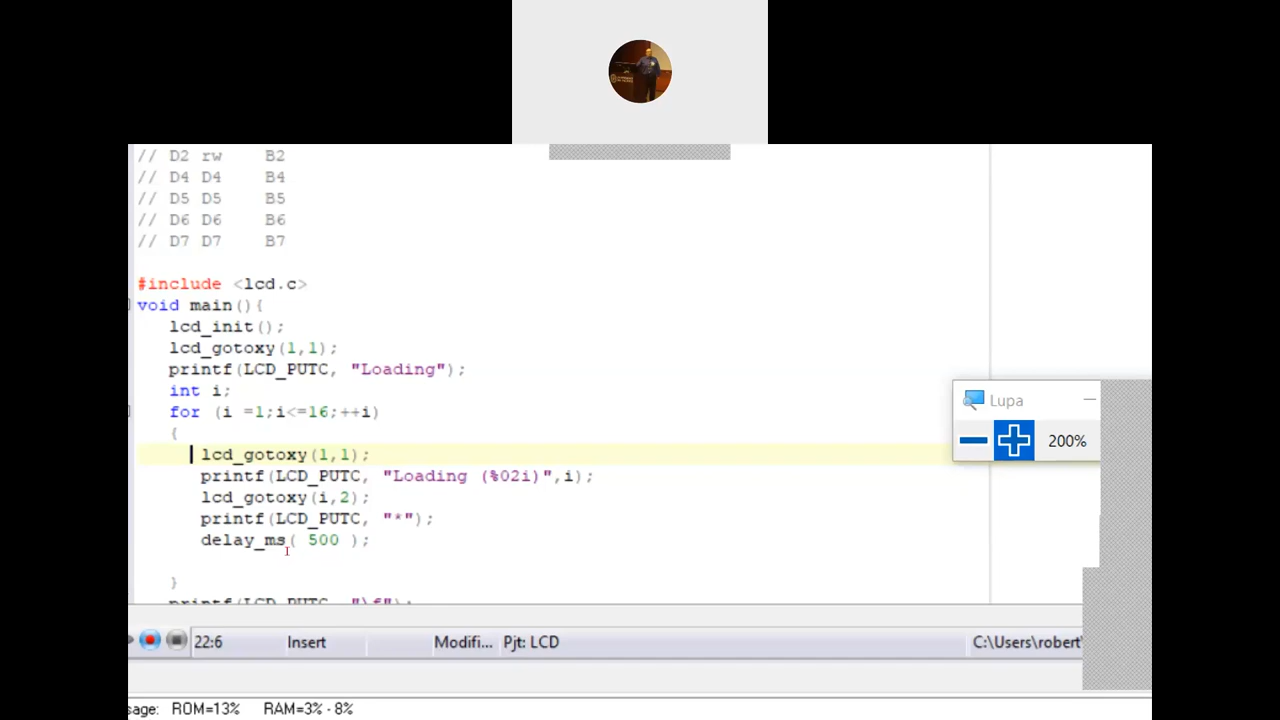 // D2 rw B2
// D4 D4 B4
// D5 D5 B5
// D6 D6 B6
// D7 D7 B7
#include <lcd.c>
void main(){
lcd_init();
lcd_gotoxy(1,1);
printf(LCD_PUTC, "Loading");
int i;
for (i =1;i<=16;++i)
{
lcd_gotoxy(1,1);
printf(LCD_PUTC, "Loading (%02i)",i);
lcd_gotoxy(i,2);
printf(LCD_PUTC, "*");
delay_ms( 500 );
}
printf(LCD_PUTC, "\f");
Lupa
200%
22:6 Insert Modifi... Pjt: LCD C:\Users\robert
sage: ROM=13% RAM=3% - 8%